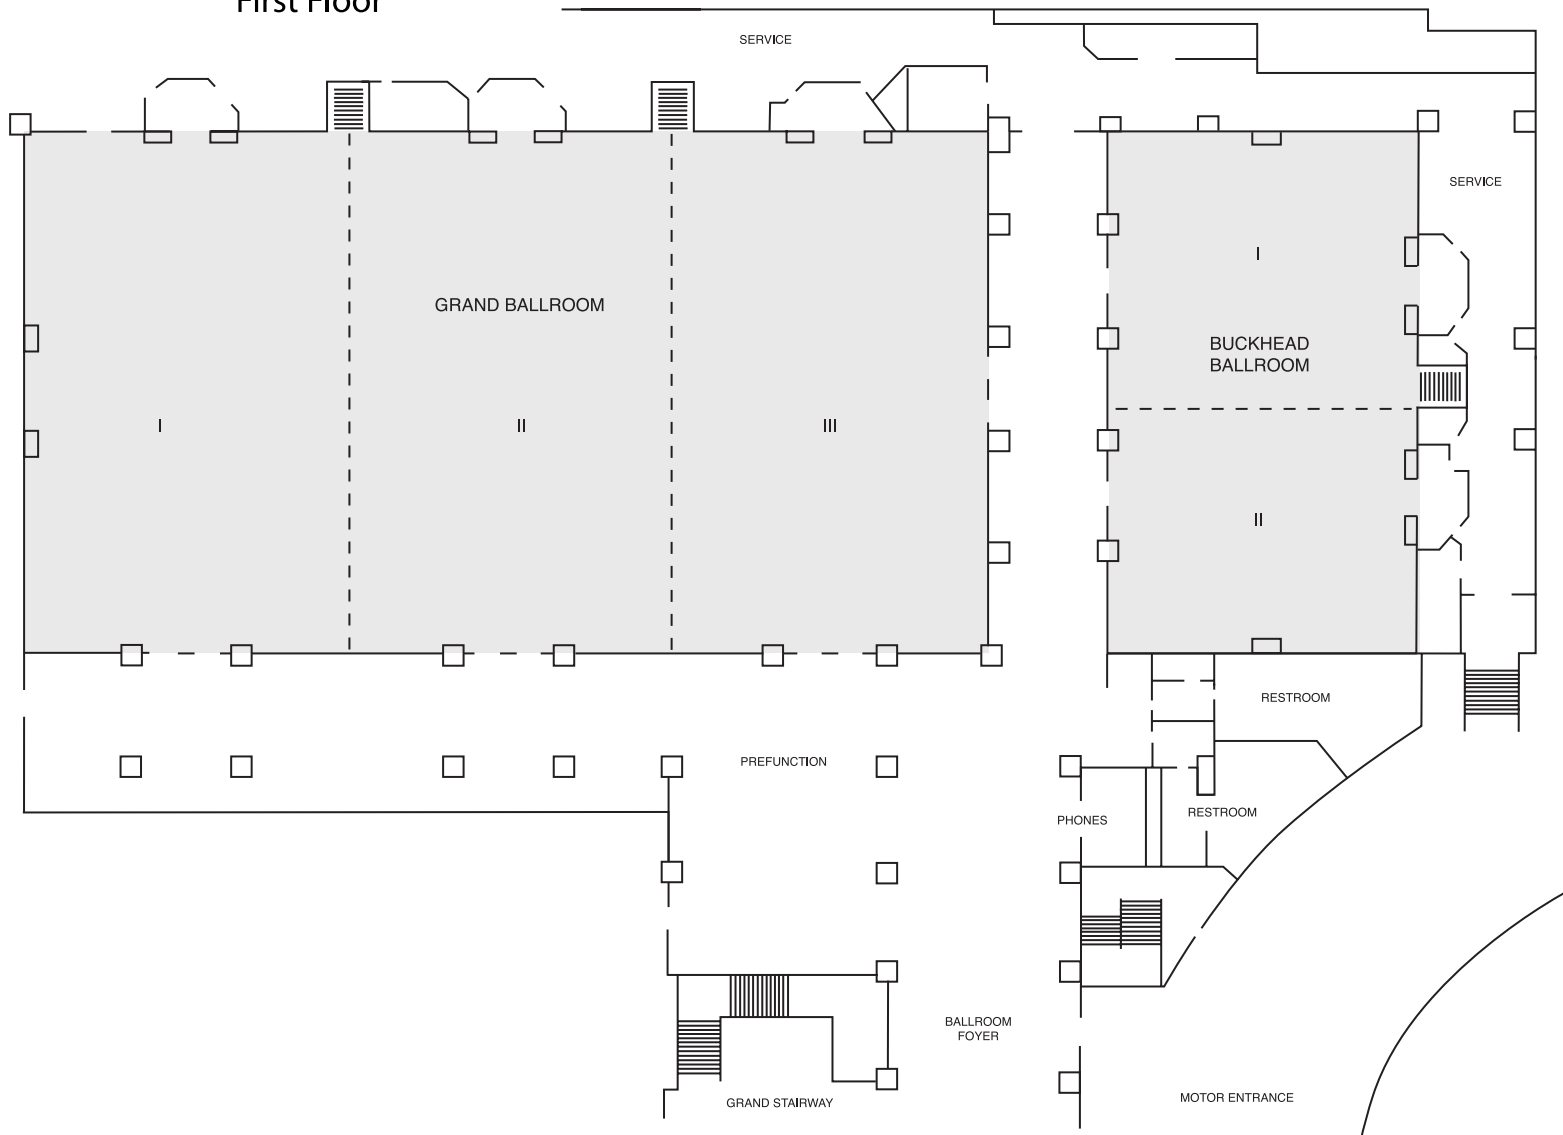 First Floor
SERVICE
SERVICE
I
GRAND BALLROOM
BUCKHEAD
BALLROOM
I
II
III
II
RESTROOM
PREFUNCTION
PHONES
RESTROOM
BALLROOM
FOYER
GRAND STAIRWAY
MOTOR ENTRANCE